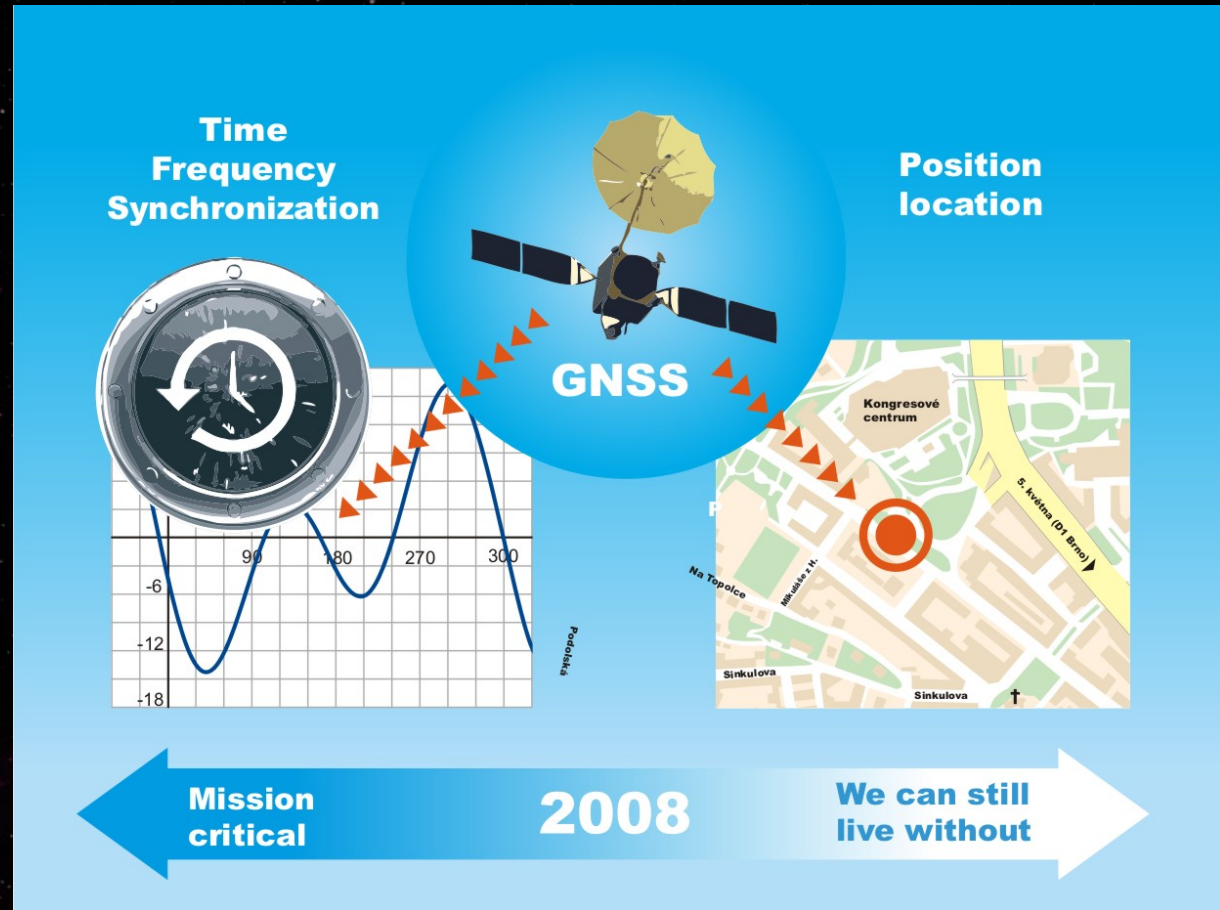 Time
Frequency
Synchronization
Position
location
GNSS
90
180
270
300
-6
-12
-18
Kongresové
centrum
5. května (D1 Brno)
P
Na Topolce
Mikuláše z H.
Podolská
Sinkulova
Sinkulova
Mission
critical
2008
We can still
live without